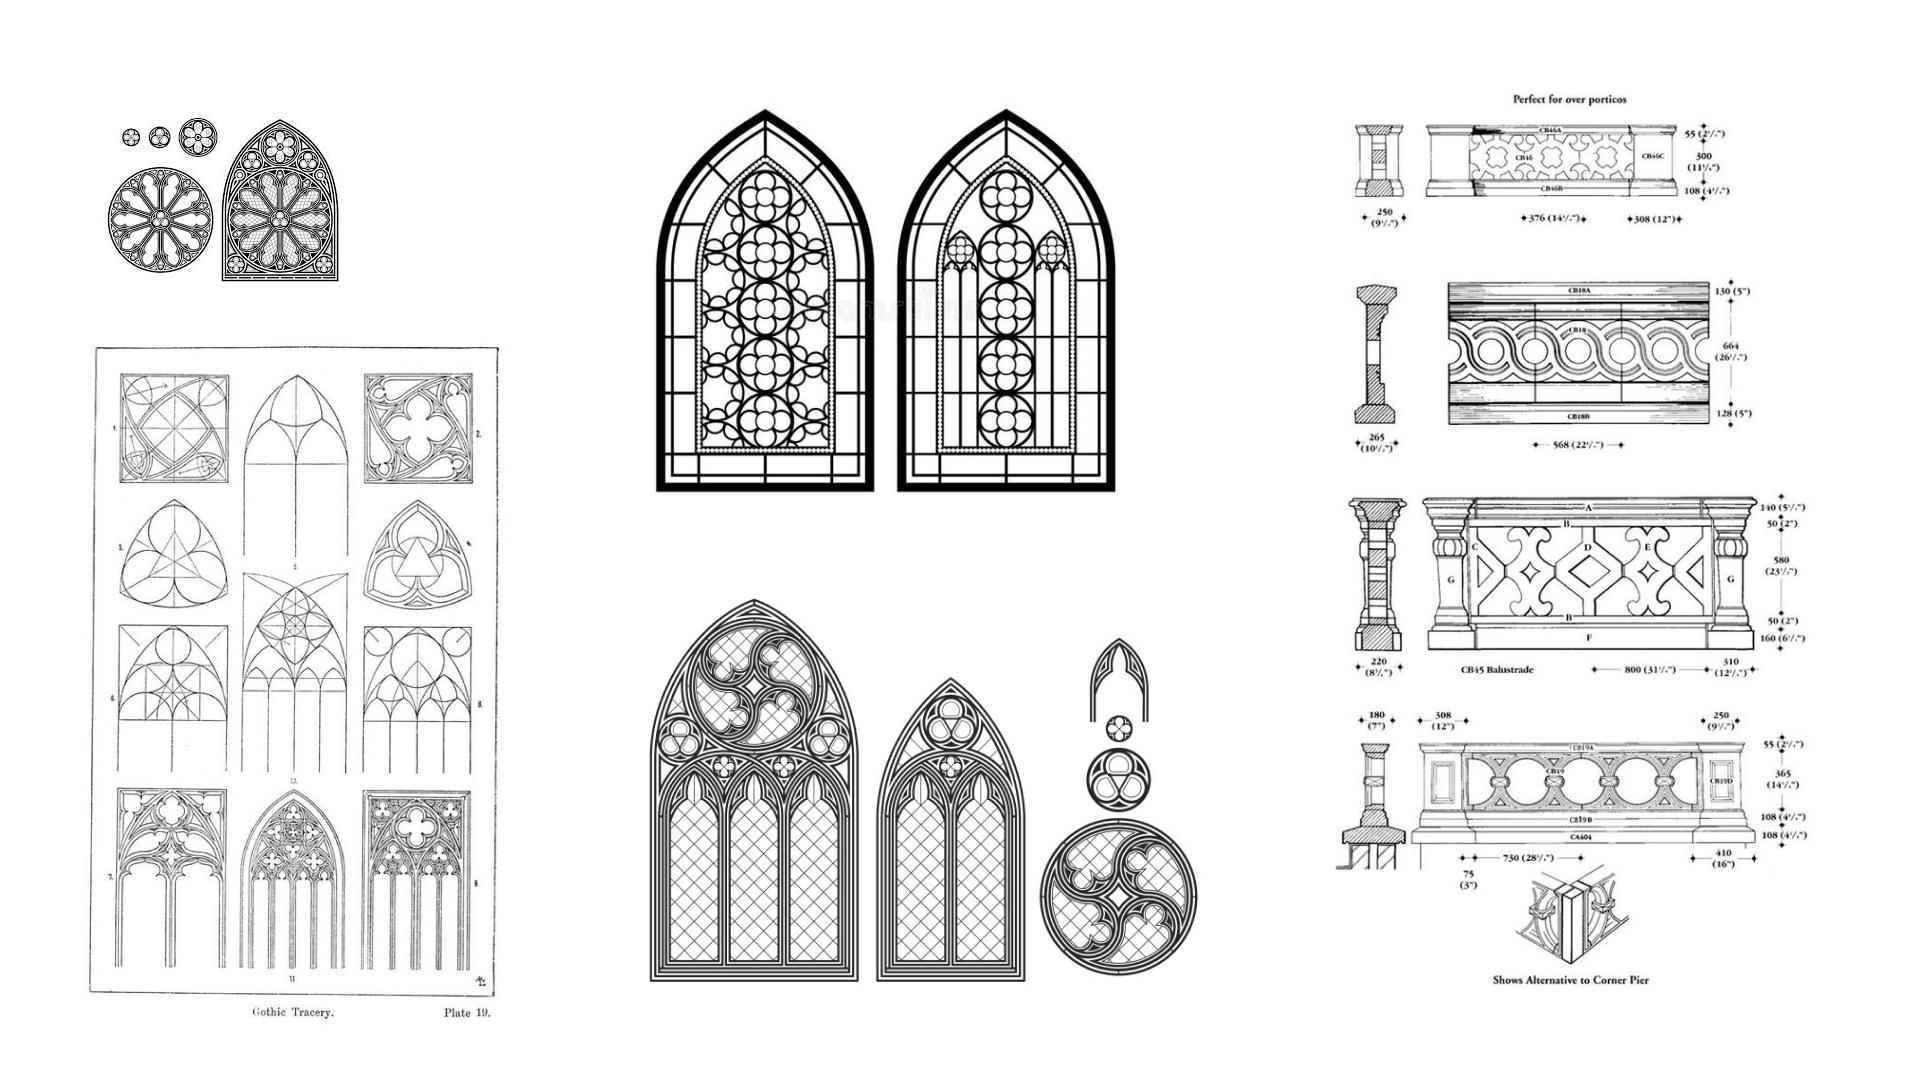 Perfect for over porticos
CB46A
55 (2¹/₄")
CB46
CB46C
300
(11³/₄")
CB46B
108 (4¹/₄")
250
(9³/₄")
376 (14³/₄")
308 (12")
CB18A
130 (5")
CB18
664
(26¹/₄")
CB18B
128 (5")
265
(10¹/₂")
568 (22¹/₄")
A
140 (5¹/₂")
B
50 (2")
C
D
E
580
(23¹/₄")
G
G
B
50 (2")
F
160 (6¹/₄")
220
(8³/₄")
CB45 Balustrade
800 (31¹/₂")
310
(12¹/₄")
180
(7")
308
(12")
250
(9³/₄")
CB19A
55 (2¹/₄")
CB19
CB19D
365
(14¹/₄")
CB19B
108 (4¹/₄")
CA404
108 (4¹/₄")
730 (28³/₄")
410
(16")
75
(3")
Shows Alternative to Corner Pier
1.
2.
3.
4.
5.
6.
8.
7.
9.
11
Gothic Tracery.
Plate 19.